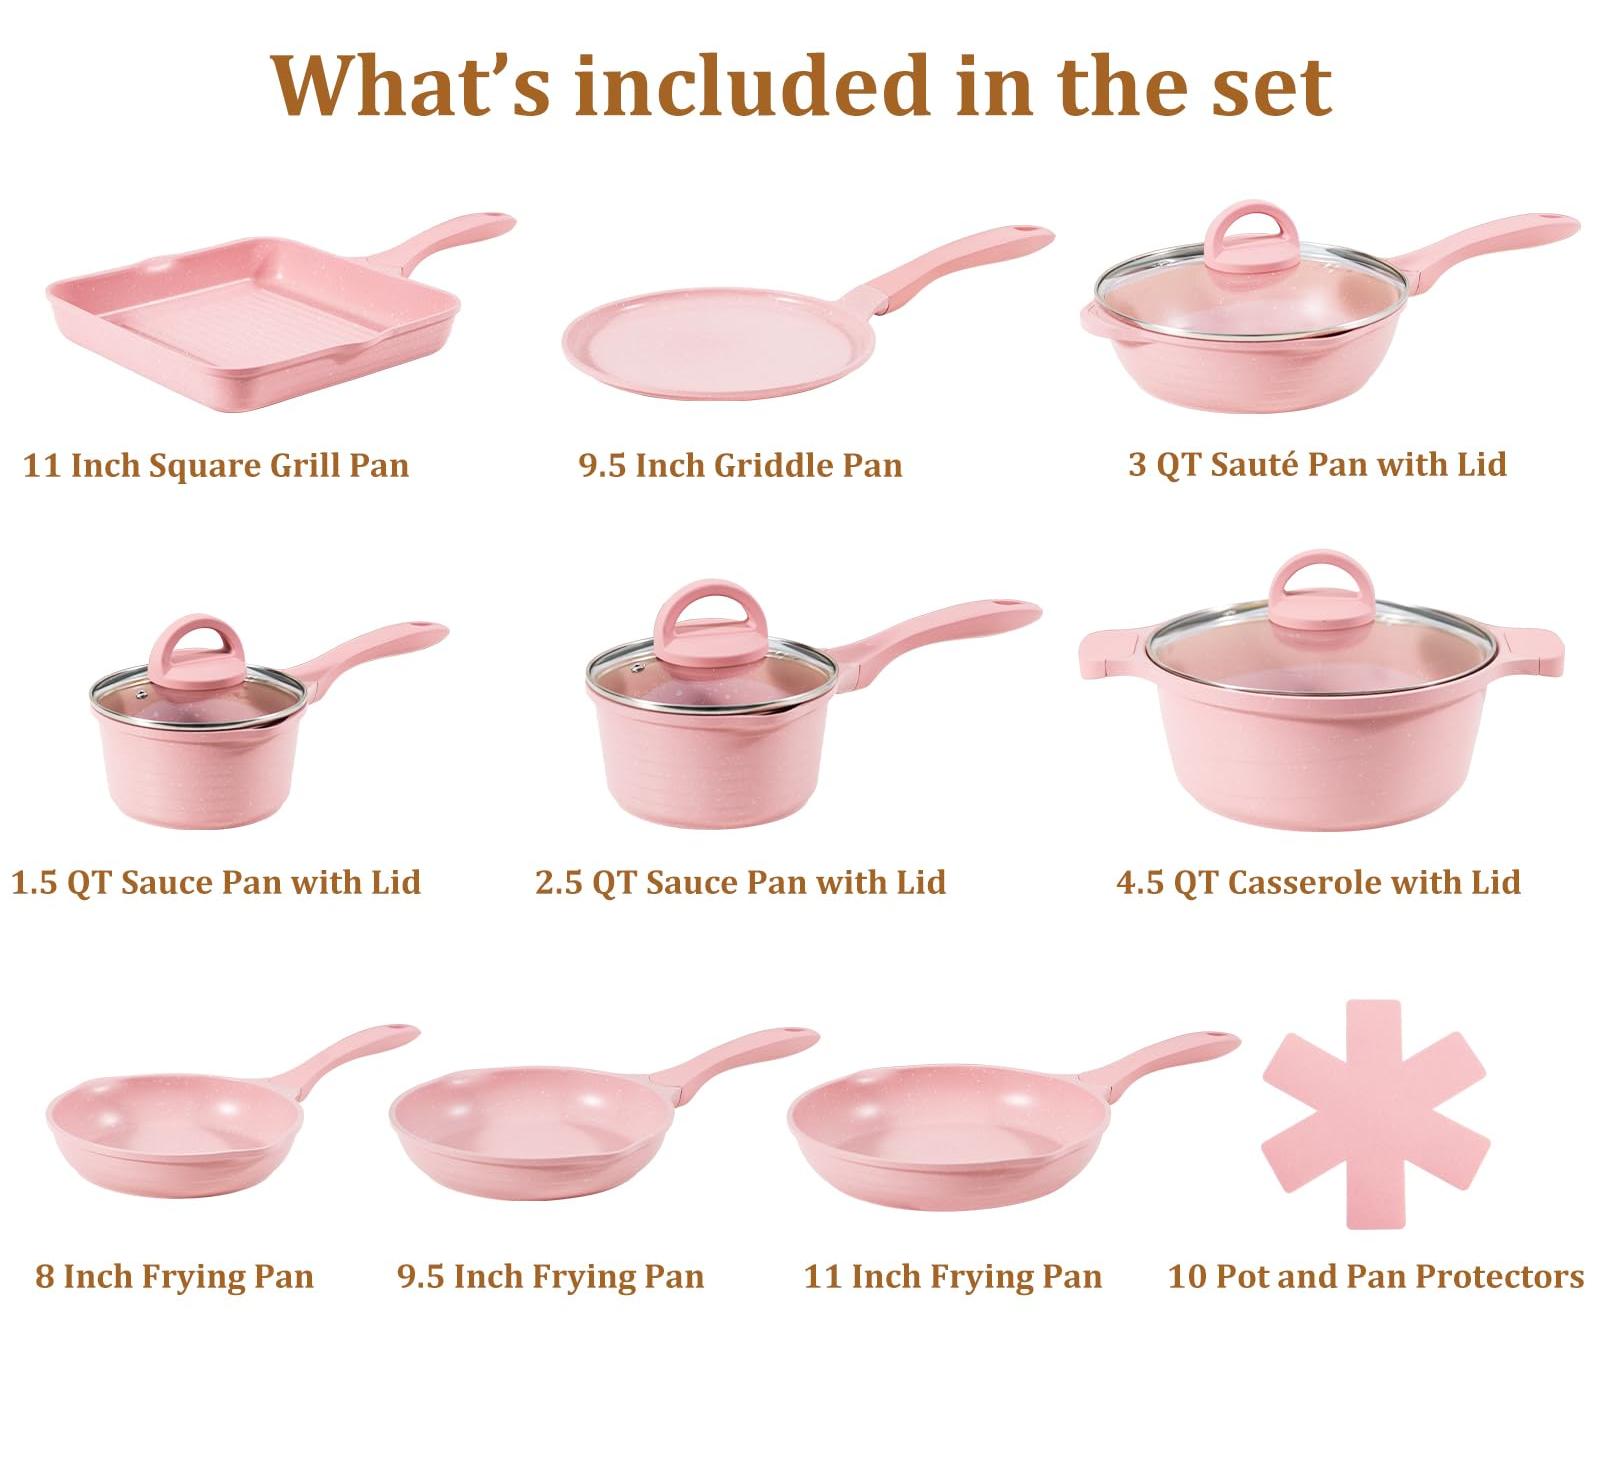 What’s included in the set
11 Inch Square Grill Pan
9.5 Inch Griddle Pan
3 QT Sauté Pan with Lid
1.5 QT Sauce Pan with Lid
2.5 QT Sauce Pan with Lid
4.5 QT Casserole with Lid
8 Inch Frying Pan
9.5 Inch Frying Pan
11 Inch Frying Pan
10 Pot and Pan Protectors